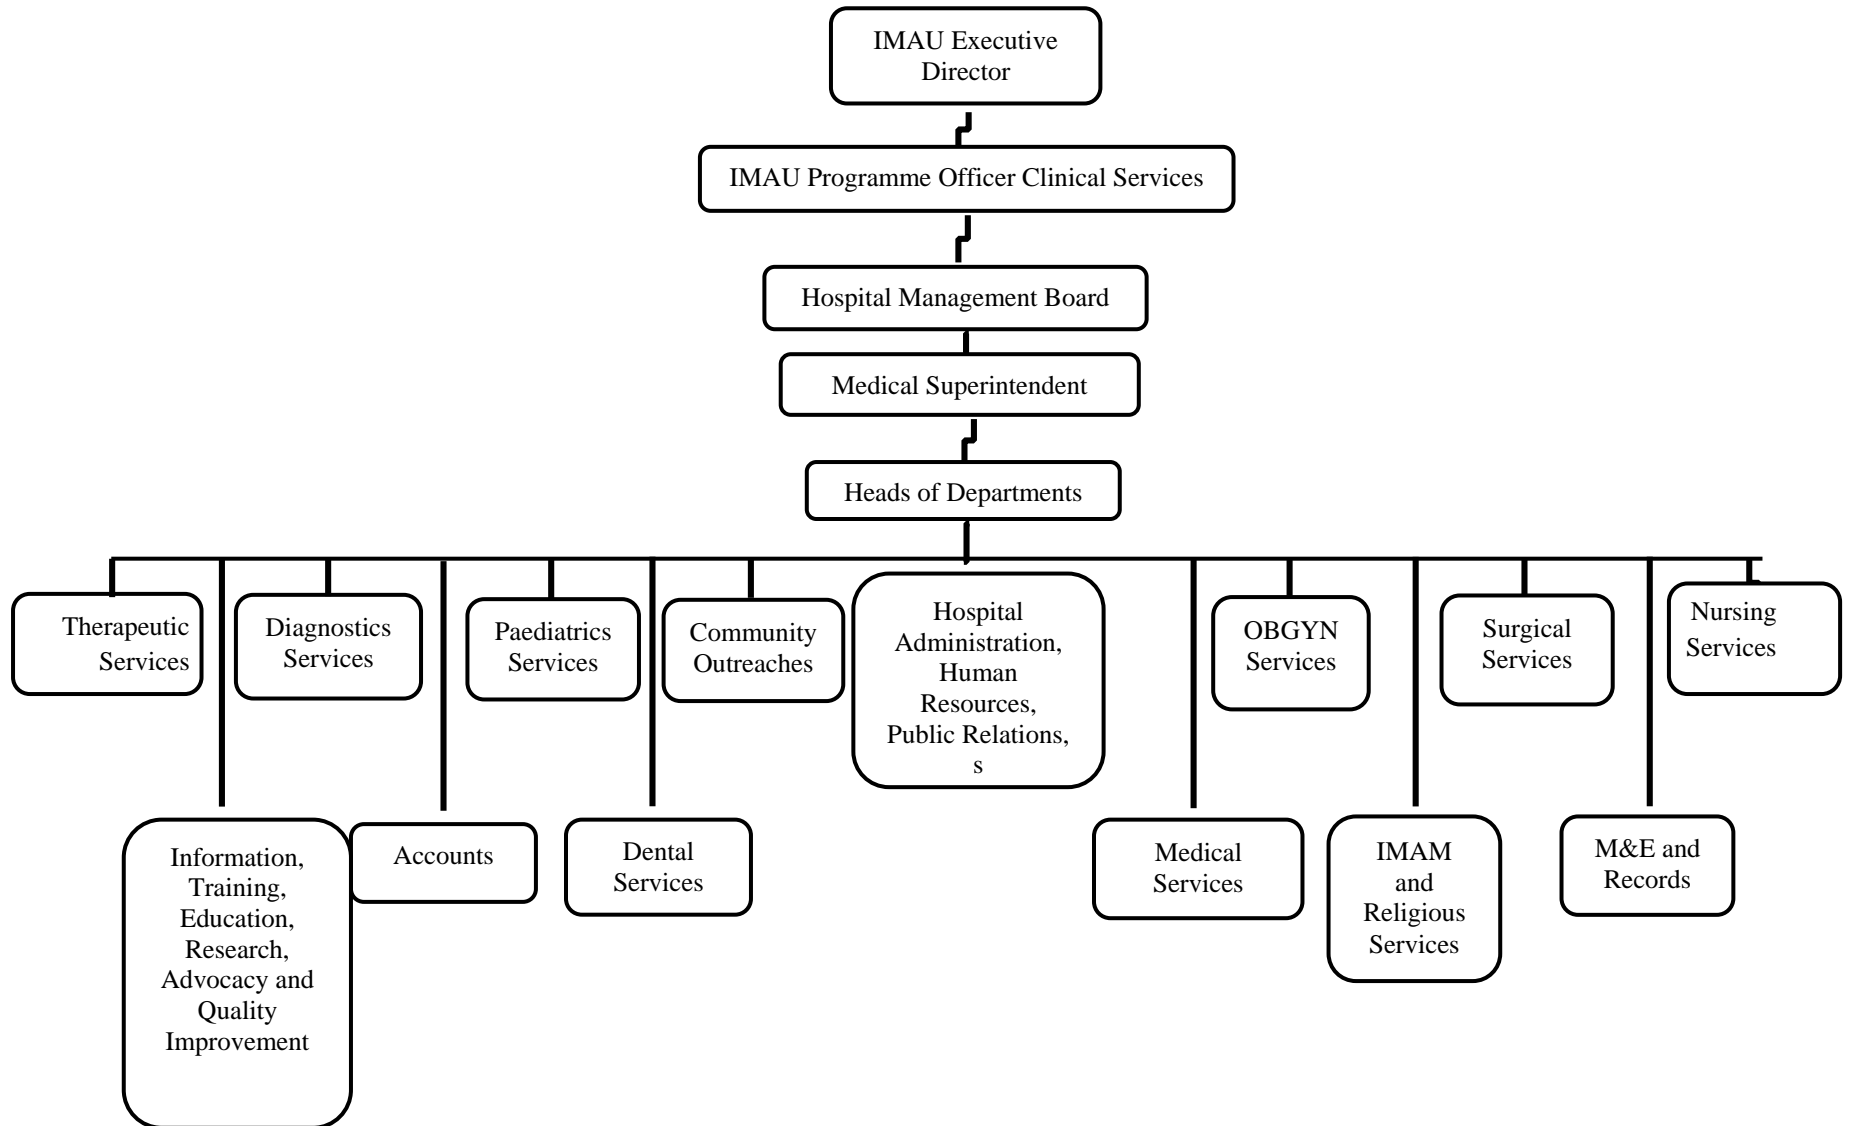 IMAU Executive
Director
IMAU Programme Officer Clinical Services
Hospital Management Board
Medical Superintendent
Heads of Departments
Therapeutic
Services
Diagnostics
Services
Paediatrics
Services
Community
Outreaches
Hospital
Administration,
Human
Resources,
Public Relations,
s
OBGYN
Services
Surgical
Services
Nursing
Services
Information,
Training,
Education,
Research,
Advocacy and
Quality
Improvement
Accounts
Dental
Services
Medical
Services
IMAM
and
Religious
Services
M&E and
Records